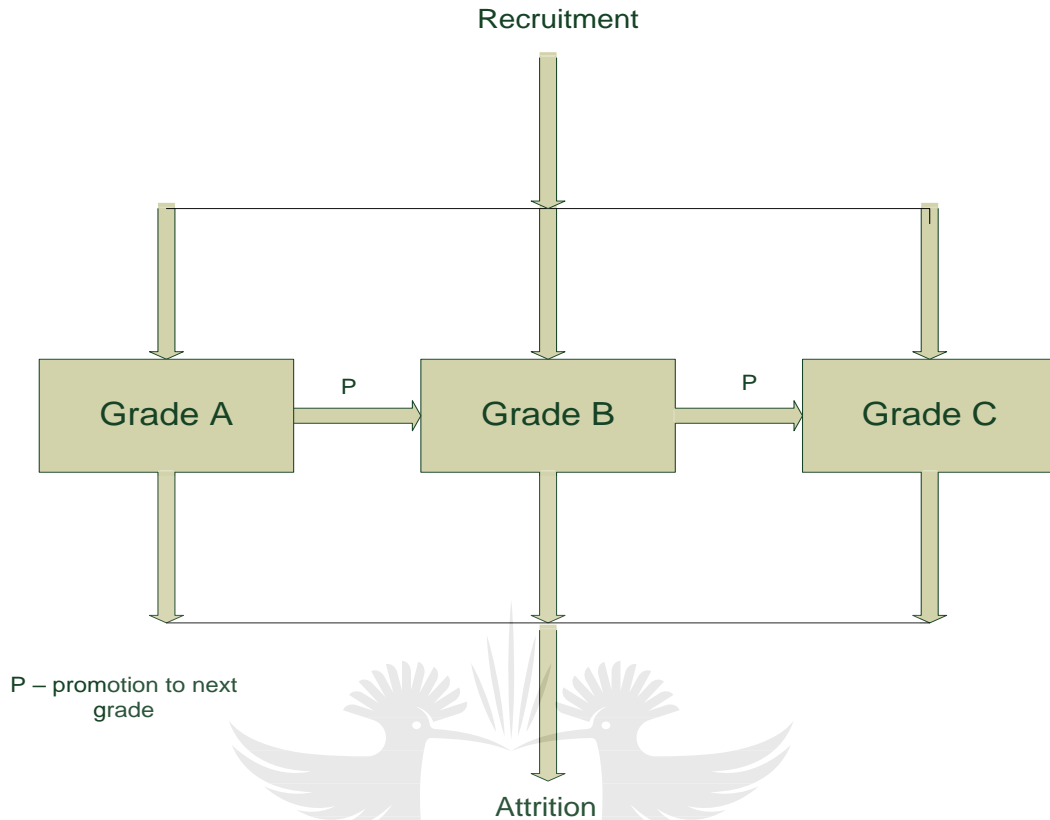 Recruitment
P
P
Grade A
Grade B
Grade C
P – promotion to next
grade
Attrition